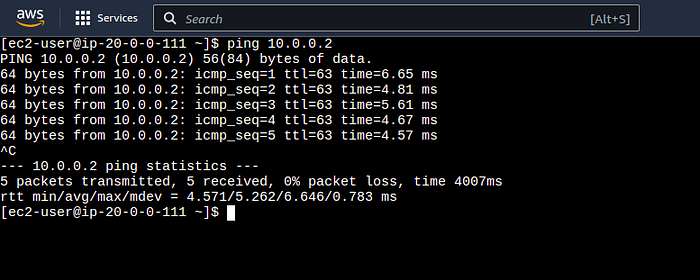 aws Services Search [Alt+S]
[ec2-user@ip-20-0-0-111 ~]$ ping 10.0.0.2
PING 10.0.0.2 (10.0.0.2) 56(84) bytes of data.
64 bytes from 10.0.0.2: icmp_seq=1 ttl=63 time=6.65 ms
64 bytes from 10.0.0.2: icmp_seq=2 ttl=63 time=4.81 ms
64 bytes from 10.0.0.2: icmp_seq=3 ttl=63 time=5.61 ms
64 bytes from 10.0.0.2: icmp_seq=4 ttl=63 time=4.67 ms
64 bytes from 10.0.0.2: icmp_seq=5 ttl=63 time=4.57 ms
^C
--- 10.0.0.2 ping statistics ---
5 packets transmitted, 5 received, 0% packet loss, time 4007ms
rtt min/avg/max/mdev = 4.571/5.262/6.646/0.783 ms
[ec2-user@ip-20-0-0-111 ~]$